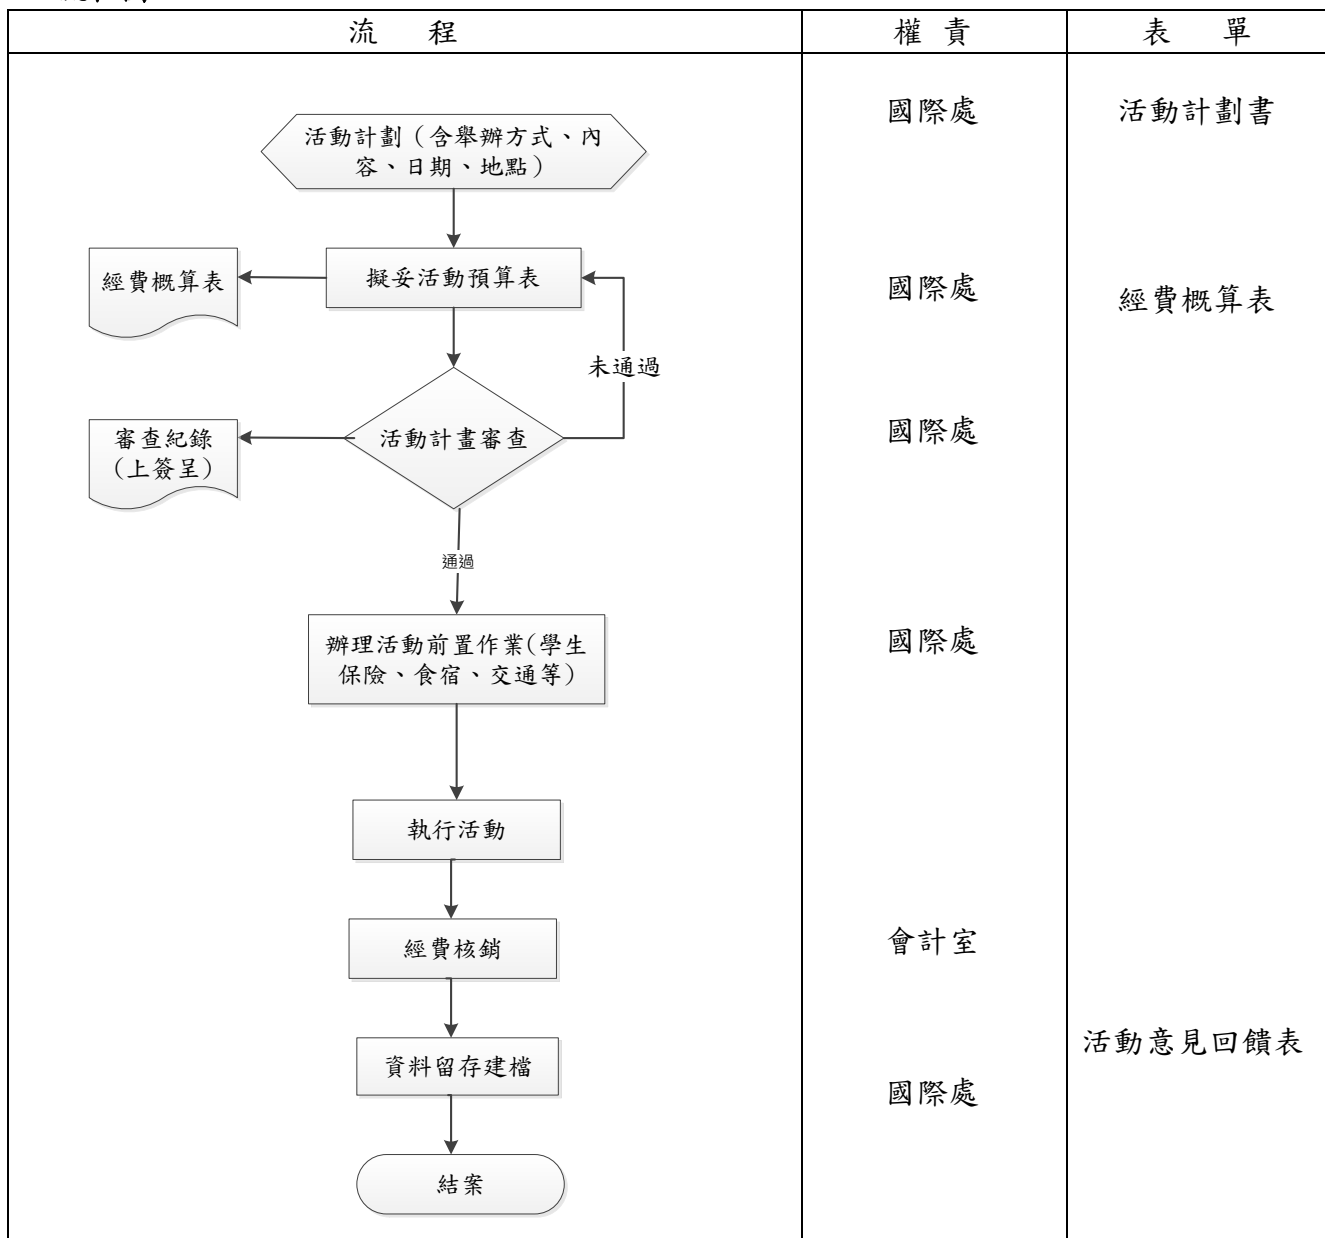 流 程
權 責
表 單
活動計劃（含舉辦方式、內
容、日期、地點）
國際處
活動計劃書
經費概算表
擬妥活動預算表
國際處
經費概算表
未通過
審查紀錄
(上簽呈)
活動計畫審查
國際處
通過
辦理活動前置作業(學生
保險、食宿、交通等)
國際處
執行活動
經費核銷
會計室
資料留存建檔
活動意見回饋表
國際處
結案